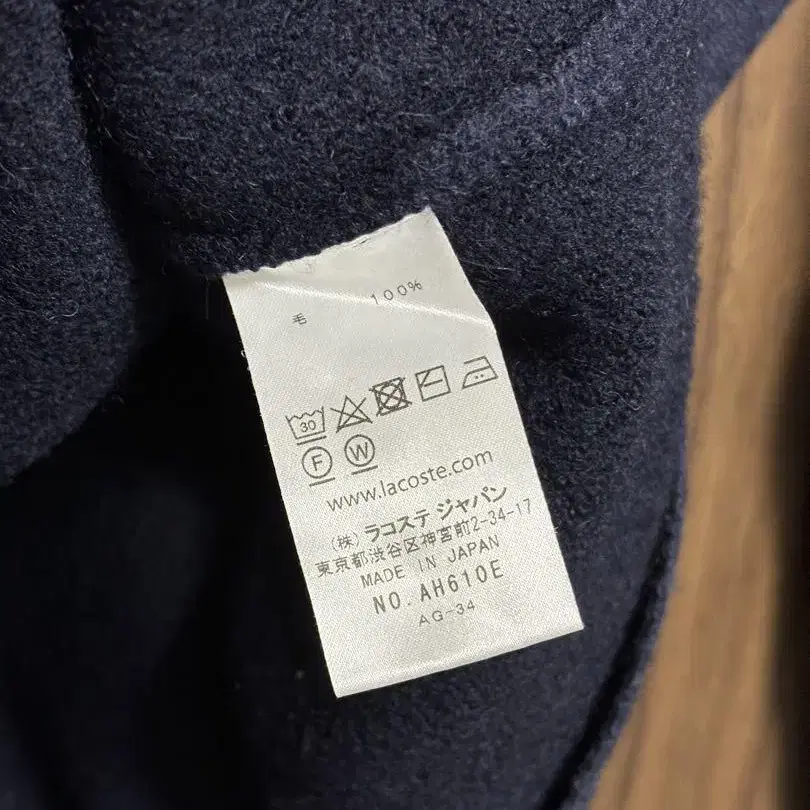 毛 100%
30
F W
www.lacoste.com
(株) ラコステ ジャパン
東京都渋谷区神宮前2-34-17
MADE IN JAPAN
NO. AH610E
AG-34